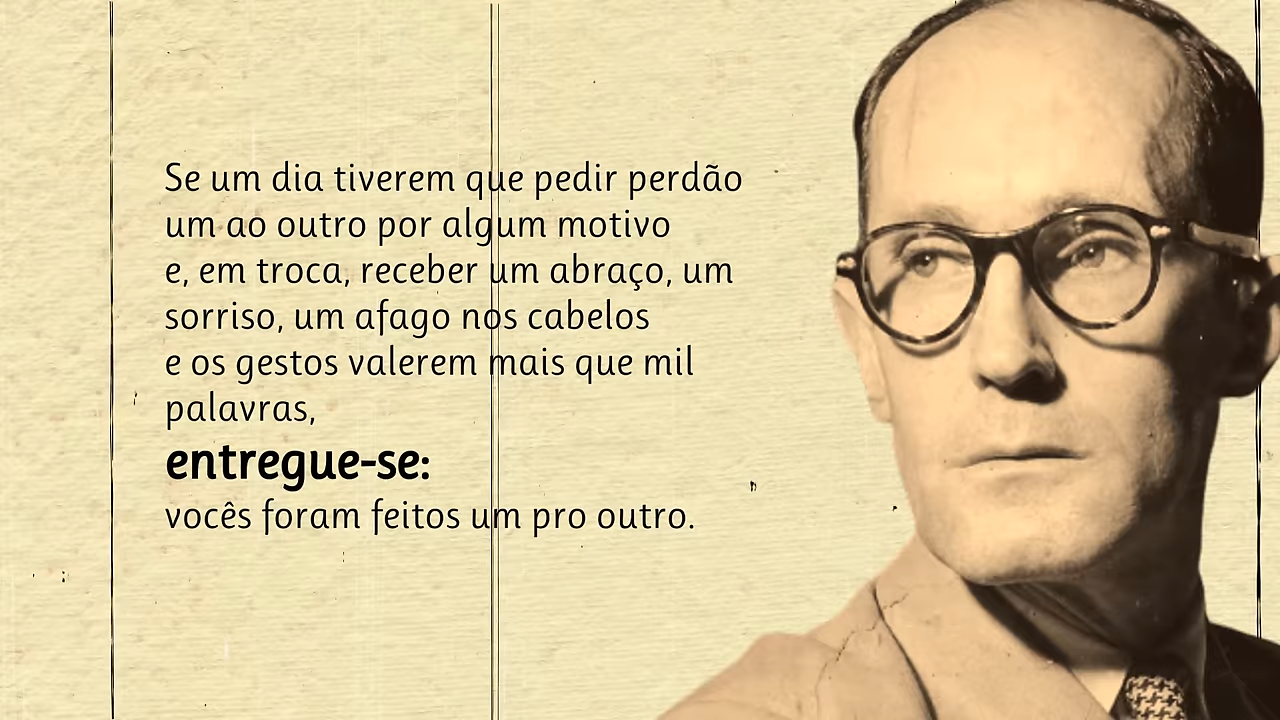 Se um dia tiverem que pedir perdão
um ao outro por algum motivo
e, em troca, receber um abraço, um
sorriso, um afago nos cabelos
e os gestos valerem mais que mil
palavras,
entregue-se:
vocês foram feitos um pro outro.